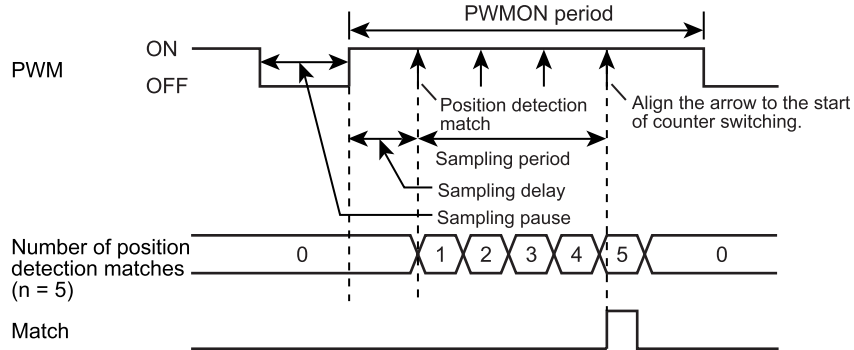 PWMON period
ON
PWM
OFF
Position detection
match
Align the arrow to the start
of counter switching.
Sampling period
Sampling delay
Sampling pause
Number of position
detection matches
(n = 5)
0 1 2 3 4 5 0
Match